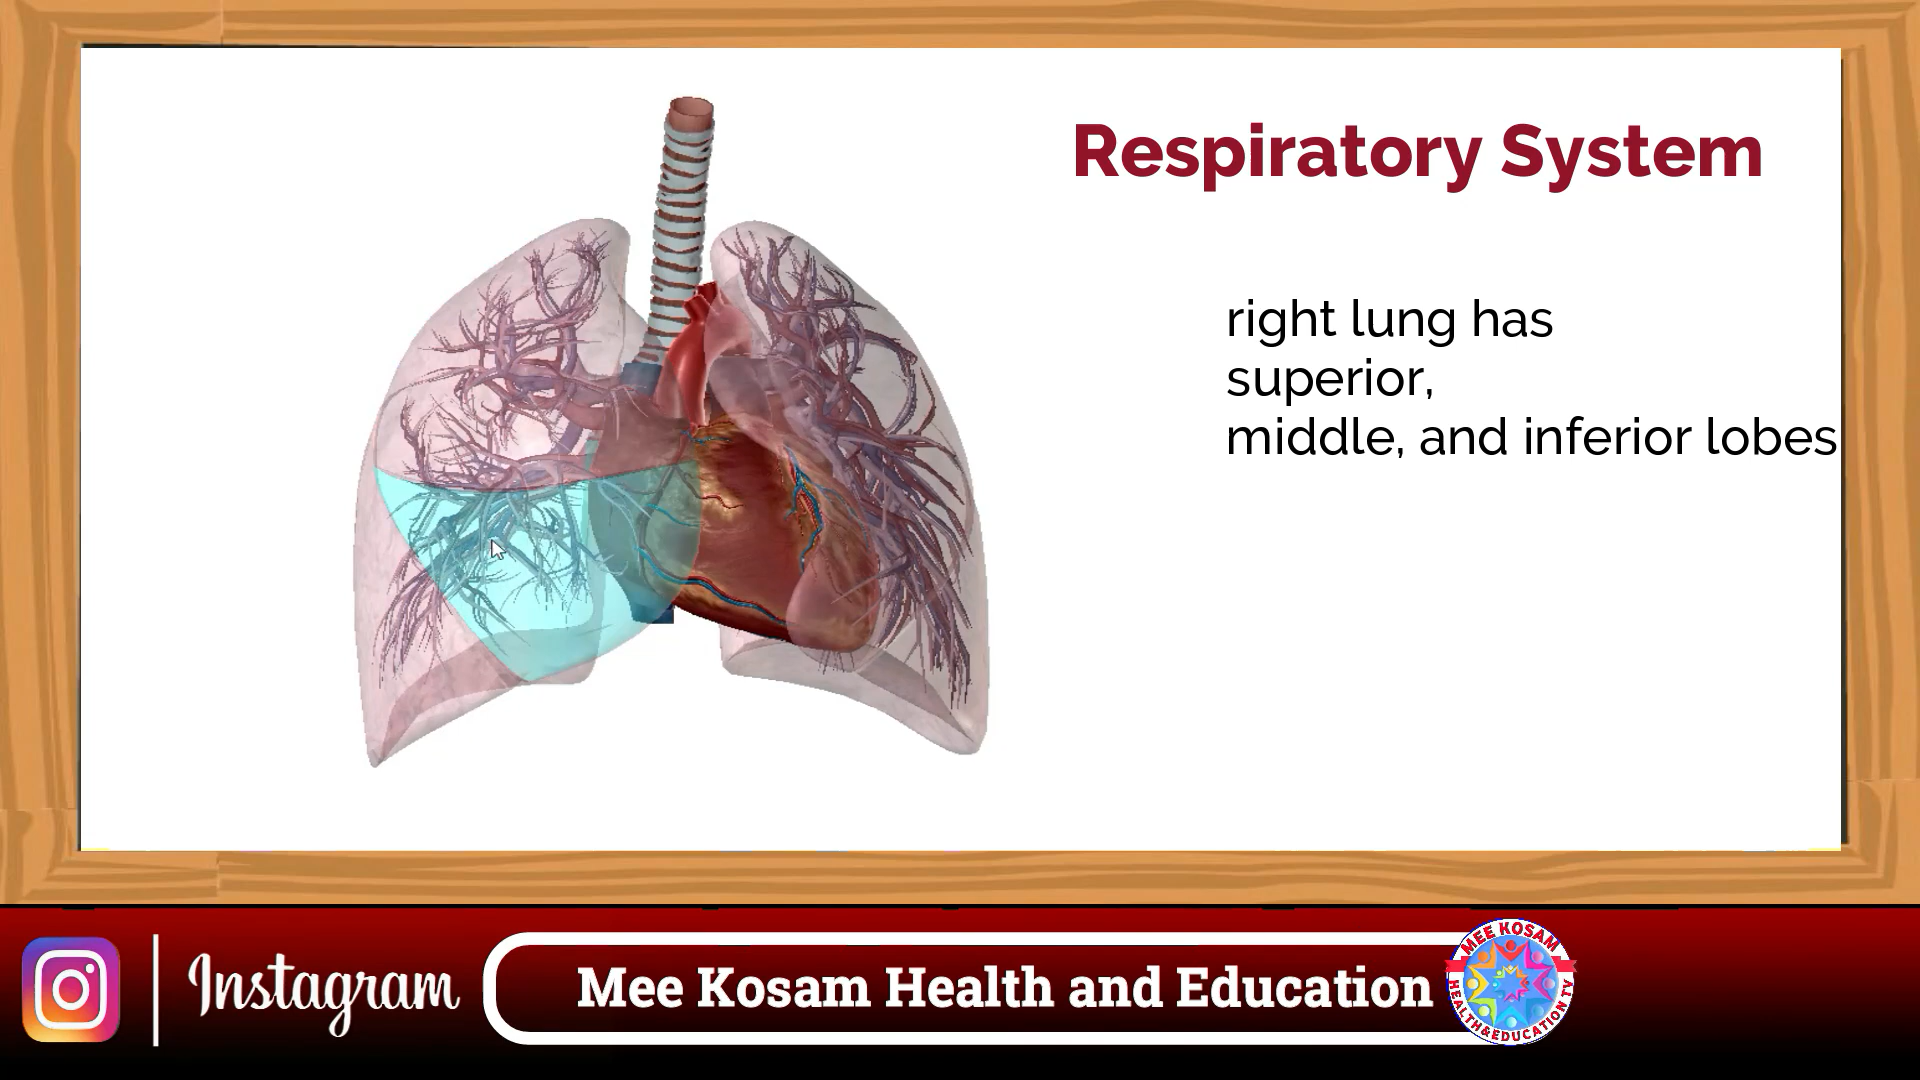 Respiratory System
right lung has
superior,
middle, and inferior lobes
Instagram
Mee Kosam Health and Education
MEE KOSAM
HEALTH&EDUCATION TV